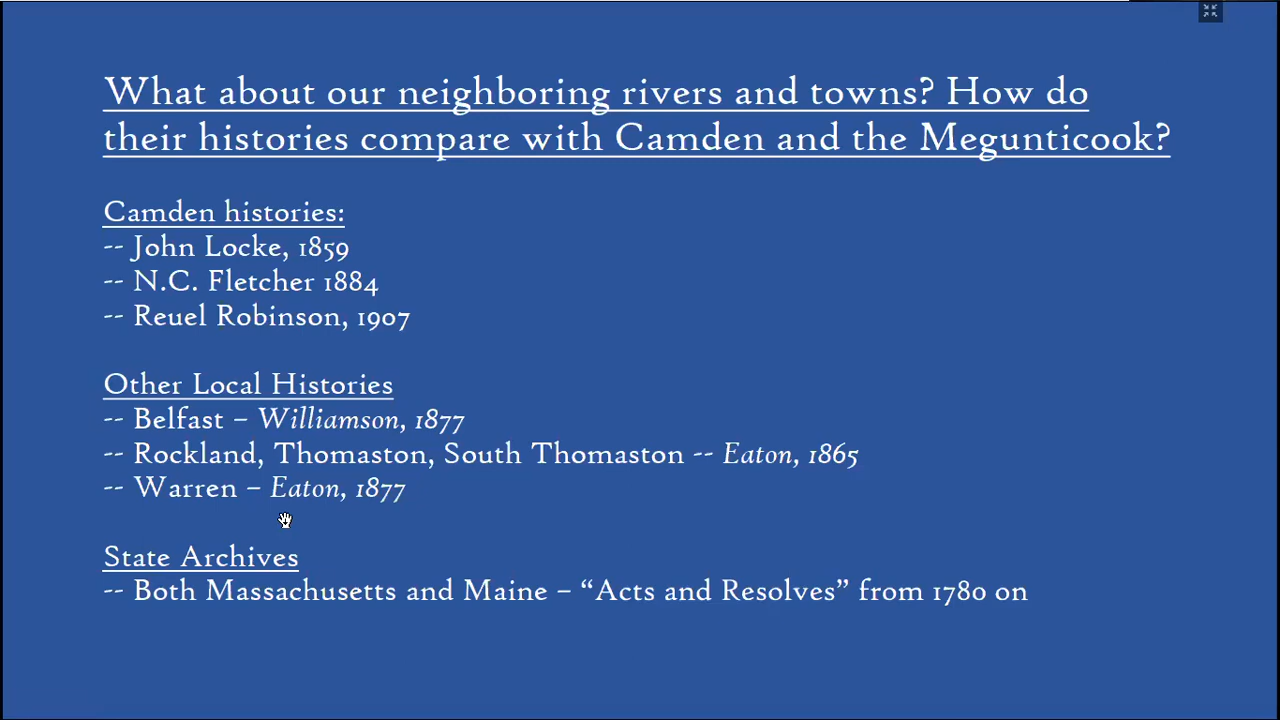 What about our neighboring rivers and towns? How do
their histories compare with Camden and the Megunticook?
Camden histories:
-- John Locke, 1859
-- N.C. Fletcher 1884
-- Reuel Robinson, 1907
Other Local Histories
-- Belfast – Williamson, 1877
-- Rockland, Thomaston, South Thomaston -- Eaton, 1865
-- Warren – Eaton, 1877
State Archives
-- Both Massachusetts and Maine – “Acts and Resolves” from 1780 on